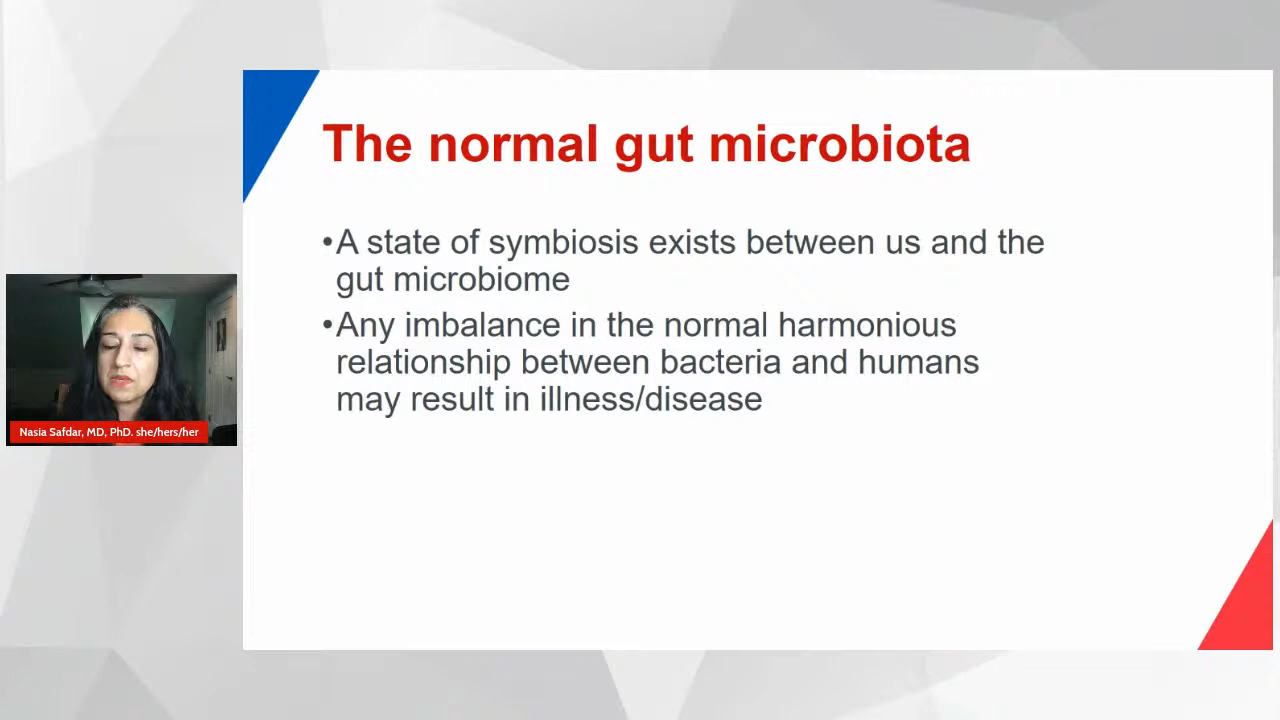 The normal gut microbiota
•A state of symbiosis exists between us and the
gut microbiome
•Any imbalance in the normal harmonious
relationship between bacteria and humans
may result in illness/disease
Nasia Safdar, MD, PhD. she/hers/her